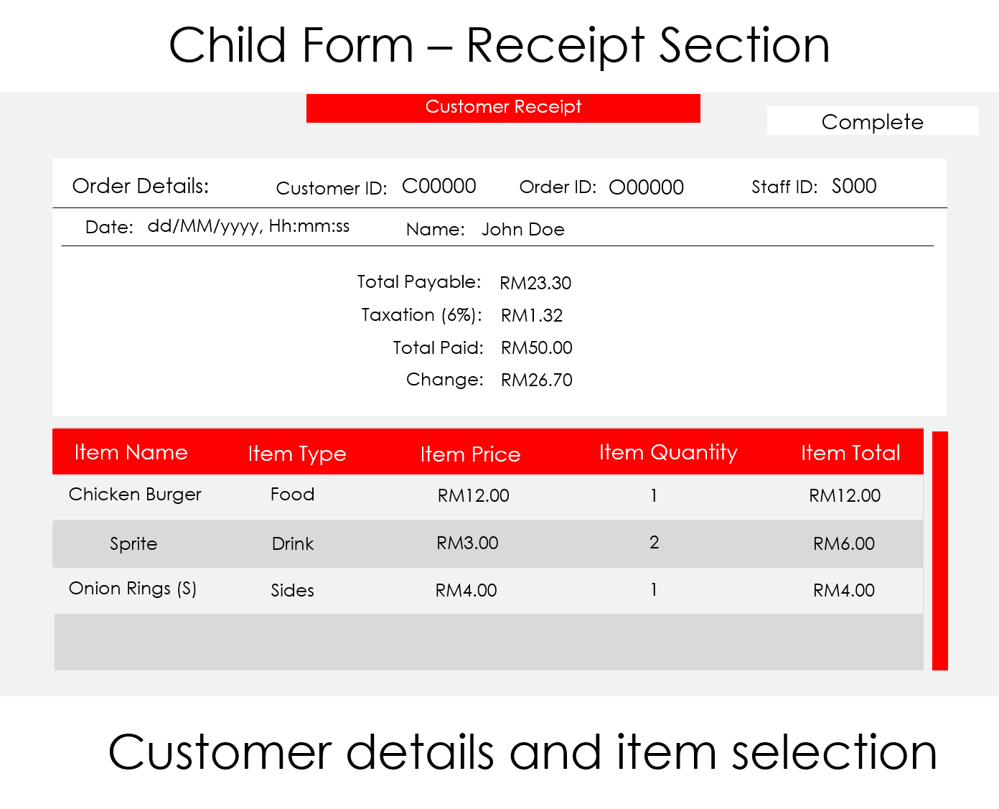 Child Form – Receipt Section
Customer Receipt
Complete
Order Details: Customer ID: C00000 Order ID: O00000 Staff ID: S000
Date: dd/MM/yyyy, Hh:mm:ss Name: John Doe
Total Payable: RM23.30
Taxation (6%): RM1.32
Total Paid: RM50.00
Change: RM26.70
Item Name Item Type Item Price Item Quantity Item Total
Chicken Burger Food RM12.00 1 RM12.00
Sprite Drink RM3.00 2 RM6.00
Onion Rings (S) Sides RM4.00 1 RM4.00
Customer details and item selection